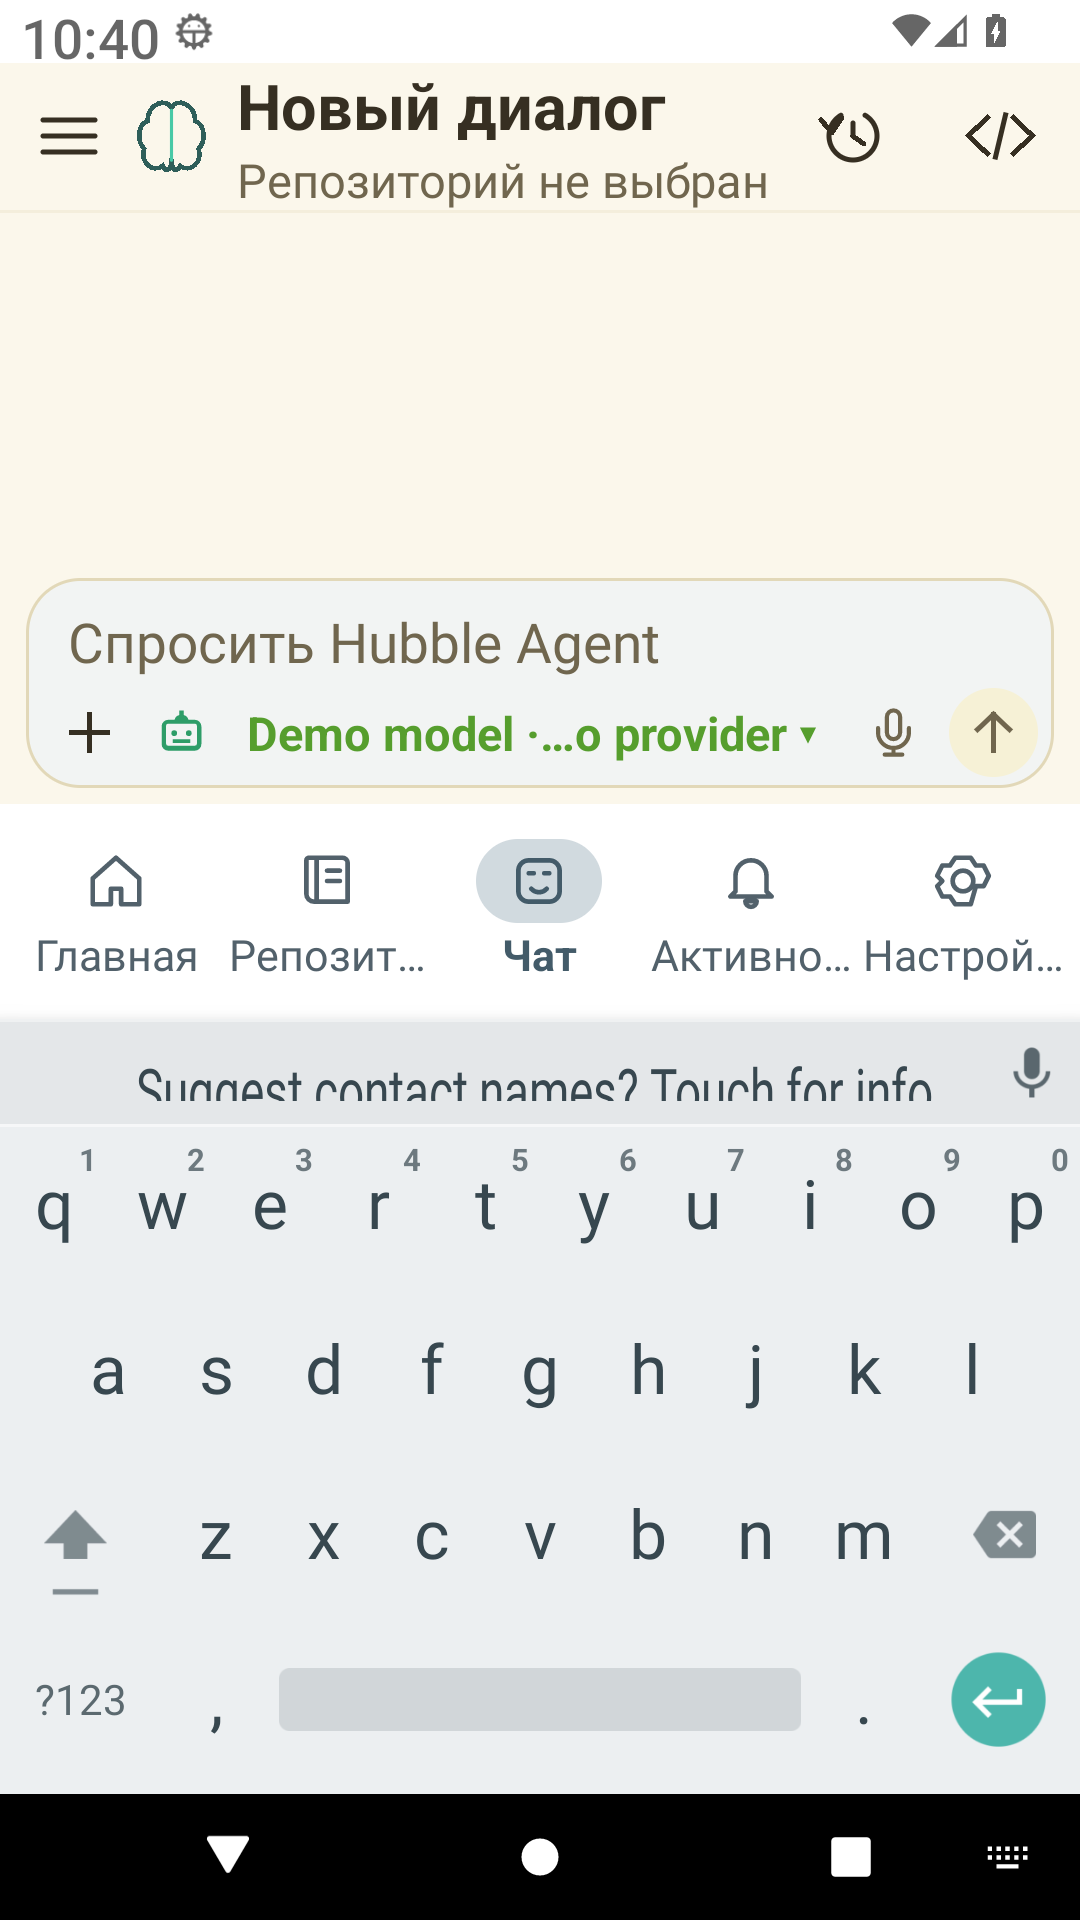 10:40
Новый диалог
Репозиторий не выбран
Спросить Hubble Agent
Demo model ·…o provider ▾
Главная Репозит… Чат Активно… Настрой…
Suggest contact names? Touch for info
1 2 3 4 5 6 7 8 9 0
q w e r t y u i o p
a s d f g h j k l
z x c v b n m
?123 , .